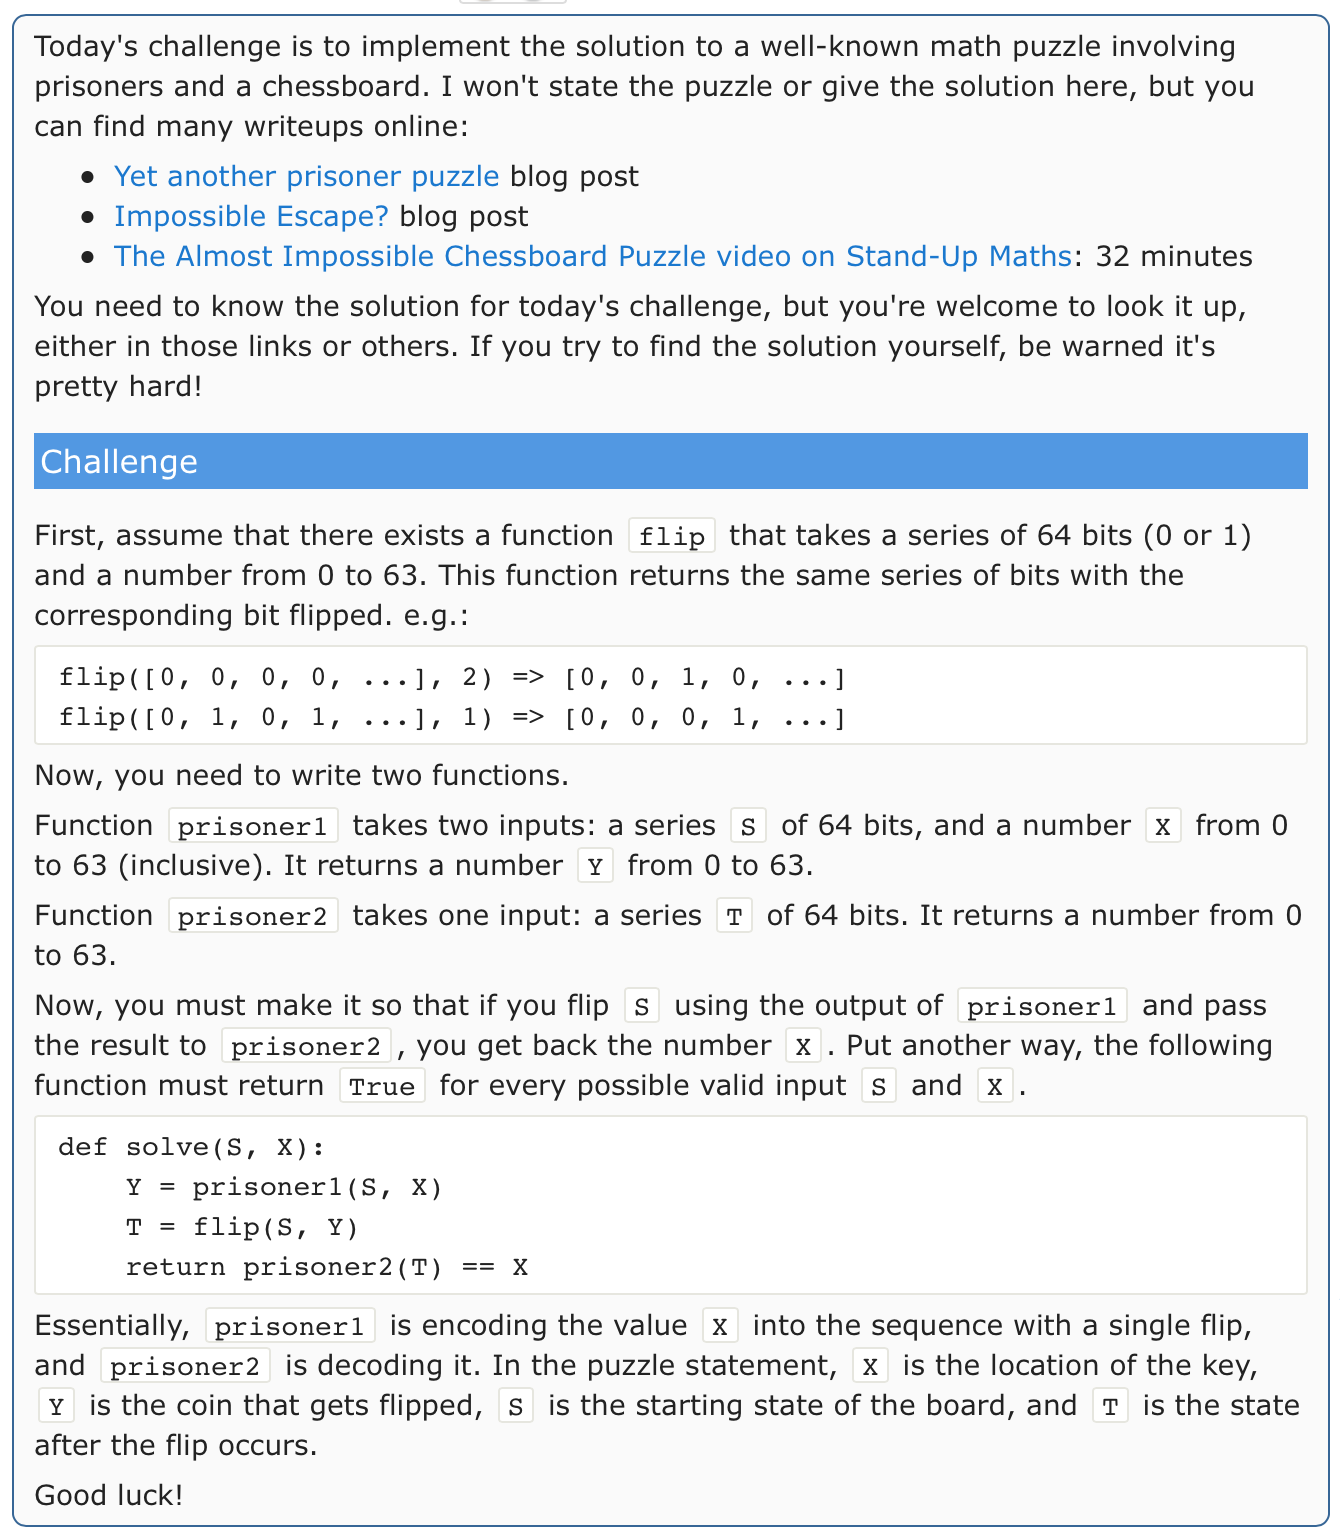 Today's challenge is to implement the solution to a well-known math puzzle involving
prisoners and a chessboard. I won't state the puzzle or give the solution here, but you
can find many writeups online:
● Yet another prisoner puzzle blog post
● Impossible Escape? blog post
● The Almost Impossible Chessboard Puzzle video on Stand-Up Maths: 32 minutes
You need to know the solution for today's challenge, but you're welcome to look it up,
either in those links or others. If you try to find the solution yourself, be warned it's
pretty hard!
Challenge
First, assume that there exists a function flip that takes a series of 64 bits (0 or 1)
and a number from 0 to 63. This function returns the same series of bits with the
corresponding bit flipped. e.g.:
flip([0, 0, 0, 0, ...], 2) => [0, 0, 1, 0, ...]
flip([0, 1, 0, 1, ...], 1) => [0, 0, 0, 1, ...]
Now, you need to write two functions.
Function prisoner1 takes two inputs: a series S of 64 bits, and a number X from 0
to 63 (inclusive). It returns a number Y from 0 to 63.
Function prisoner2 takes one input: a series T of 64 bits. It returns a number from 0
to 63.
Now, you must make it so that if you flip S using the output of prisoner1 and pass
the result to prisoner2, you get back the number X. Put another way, the following
function must return True for every possible valid input S and X.
def solve(S, X):
    Y = prisoner1(S, X)
    T = flip(S, Y)
    return prisoner2(T) == X
Essentially, prisoner1 is encoding the value X into the sequence with a single flip,
and prisoner2 is decoding it. In the puzzle statement, X is the location of the key,
Y is the coin that gets flipped, S is the starting state of the board, and T is the state
after the flip occurs.
Good luck!